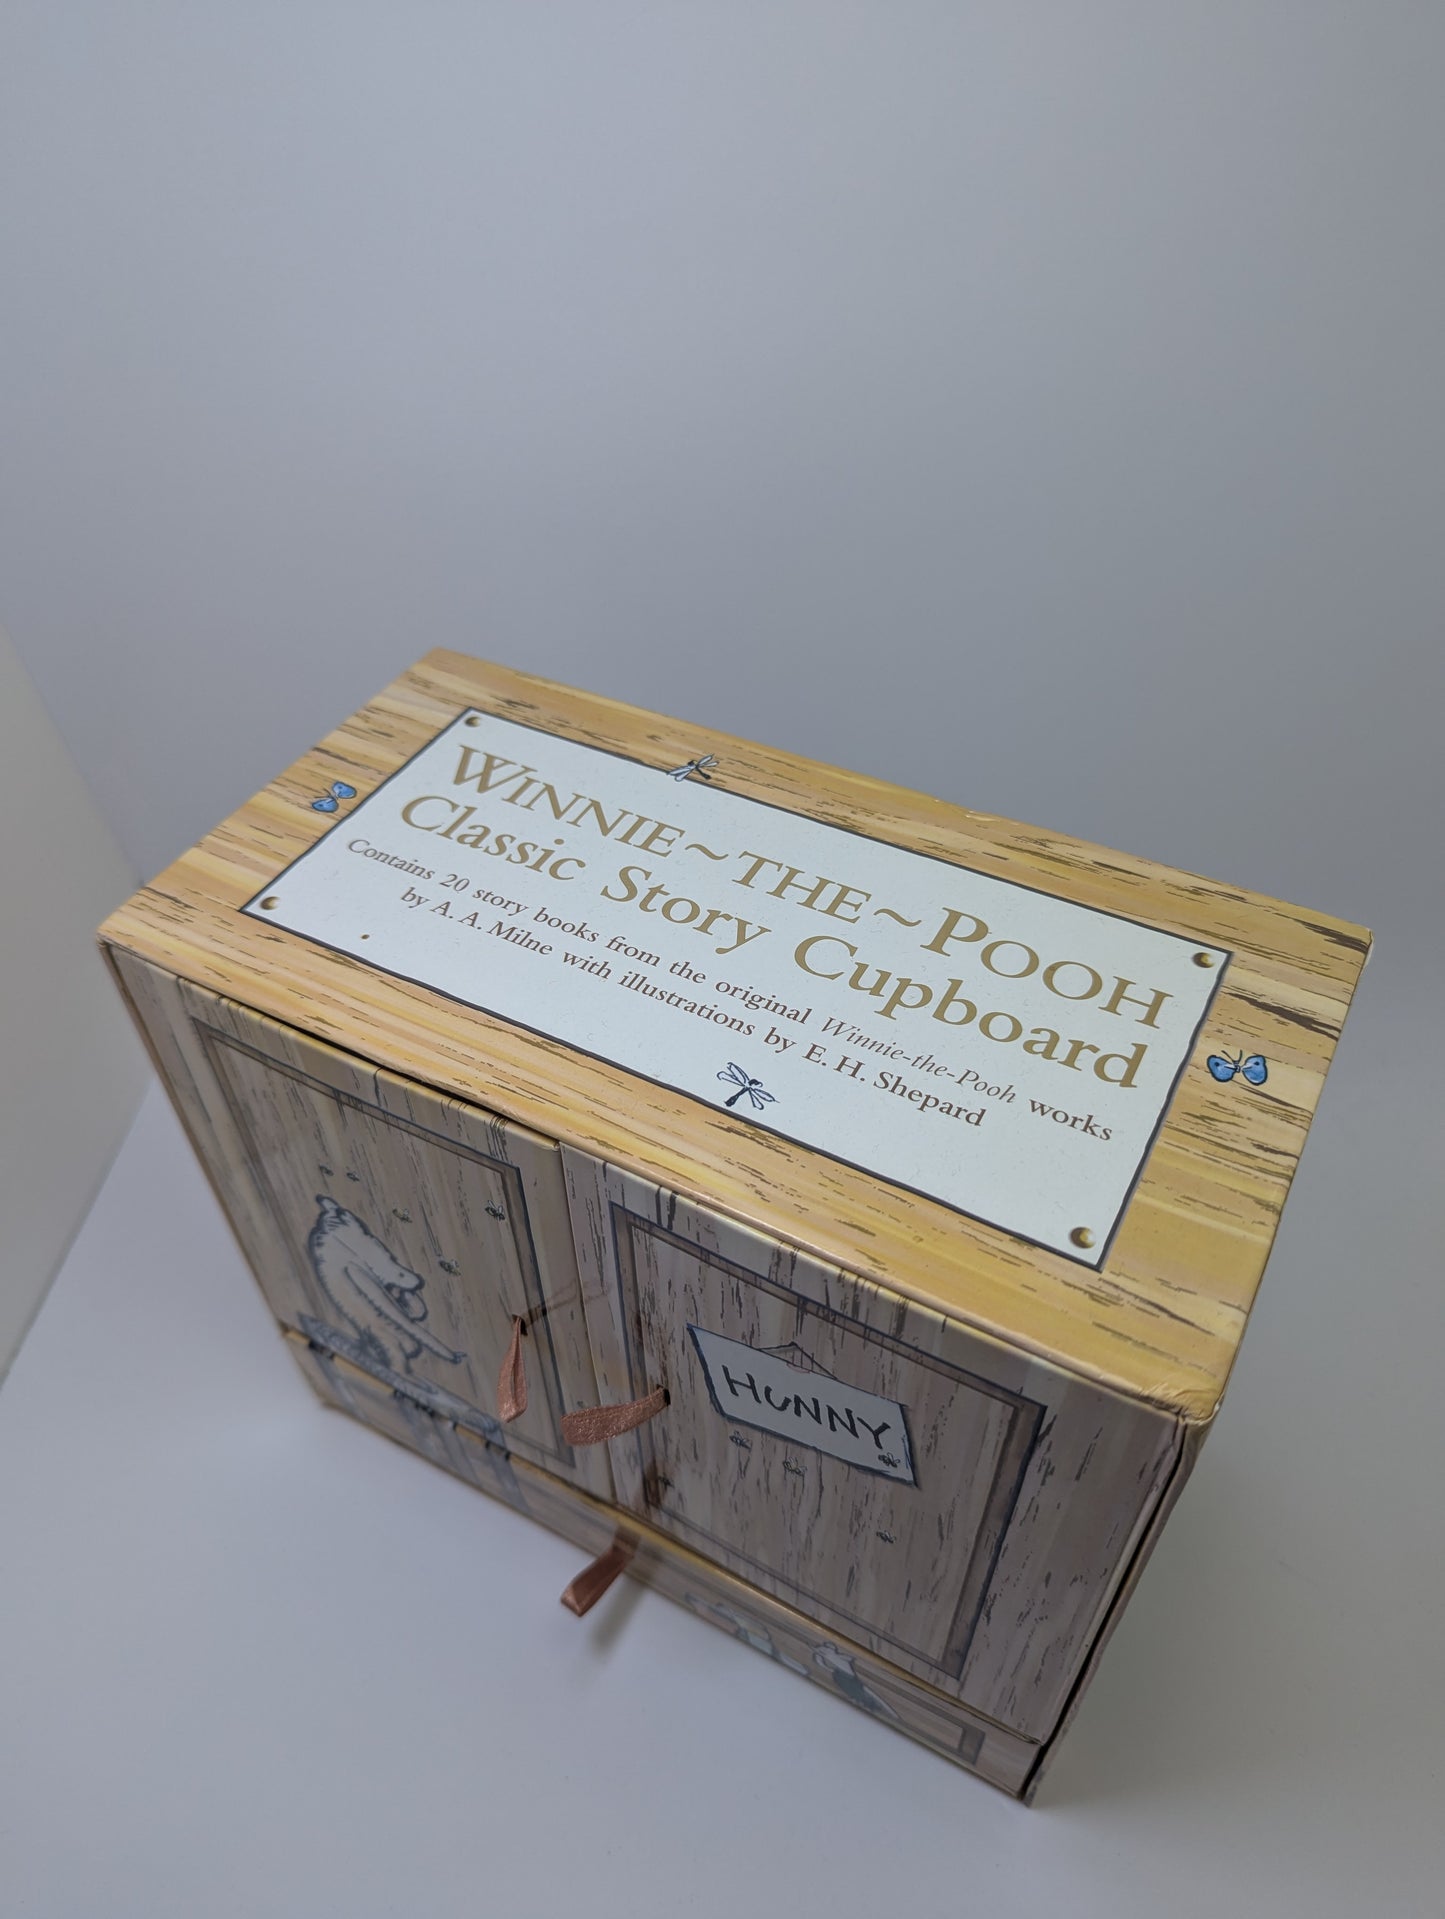 WINNIE~THE~POOH
Classic Story Cupboard
Contains 20 story books from the original Winnie-the-Pooh works
by A. A. Milne with illustrations by E. H. Shepard
HUNNY